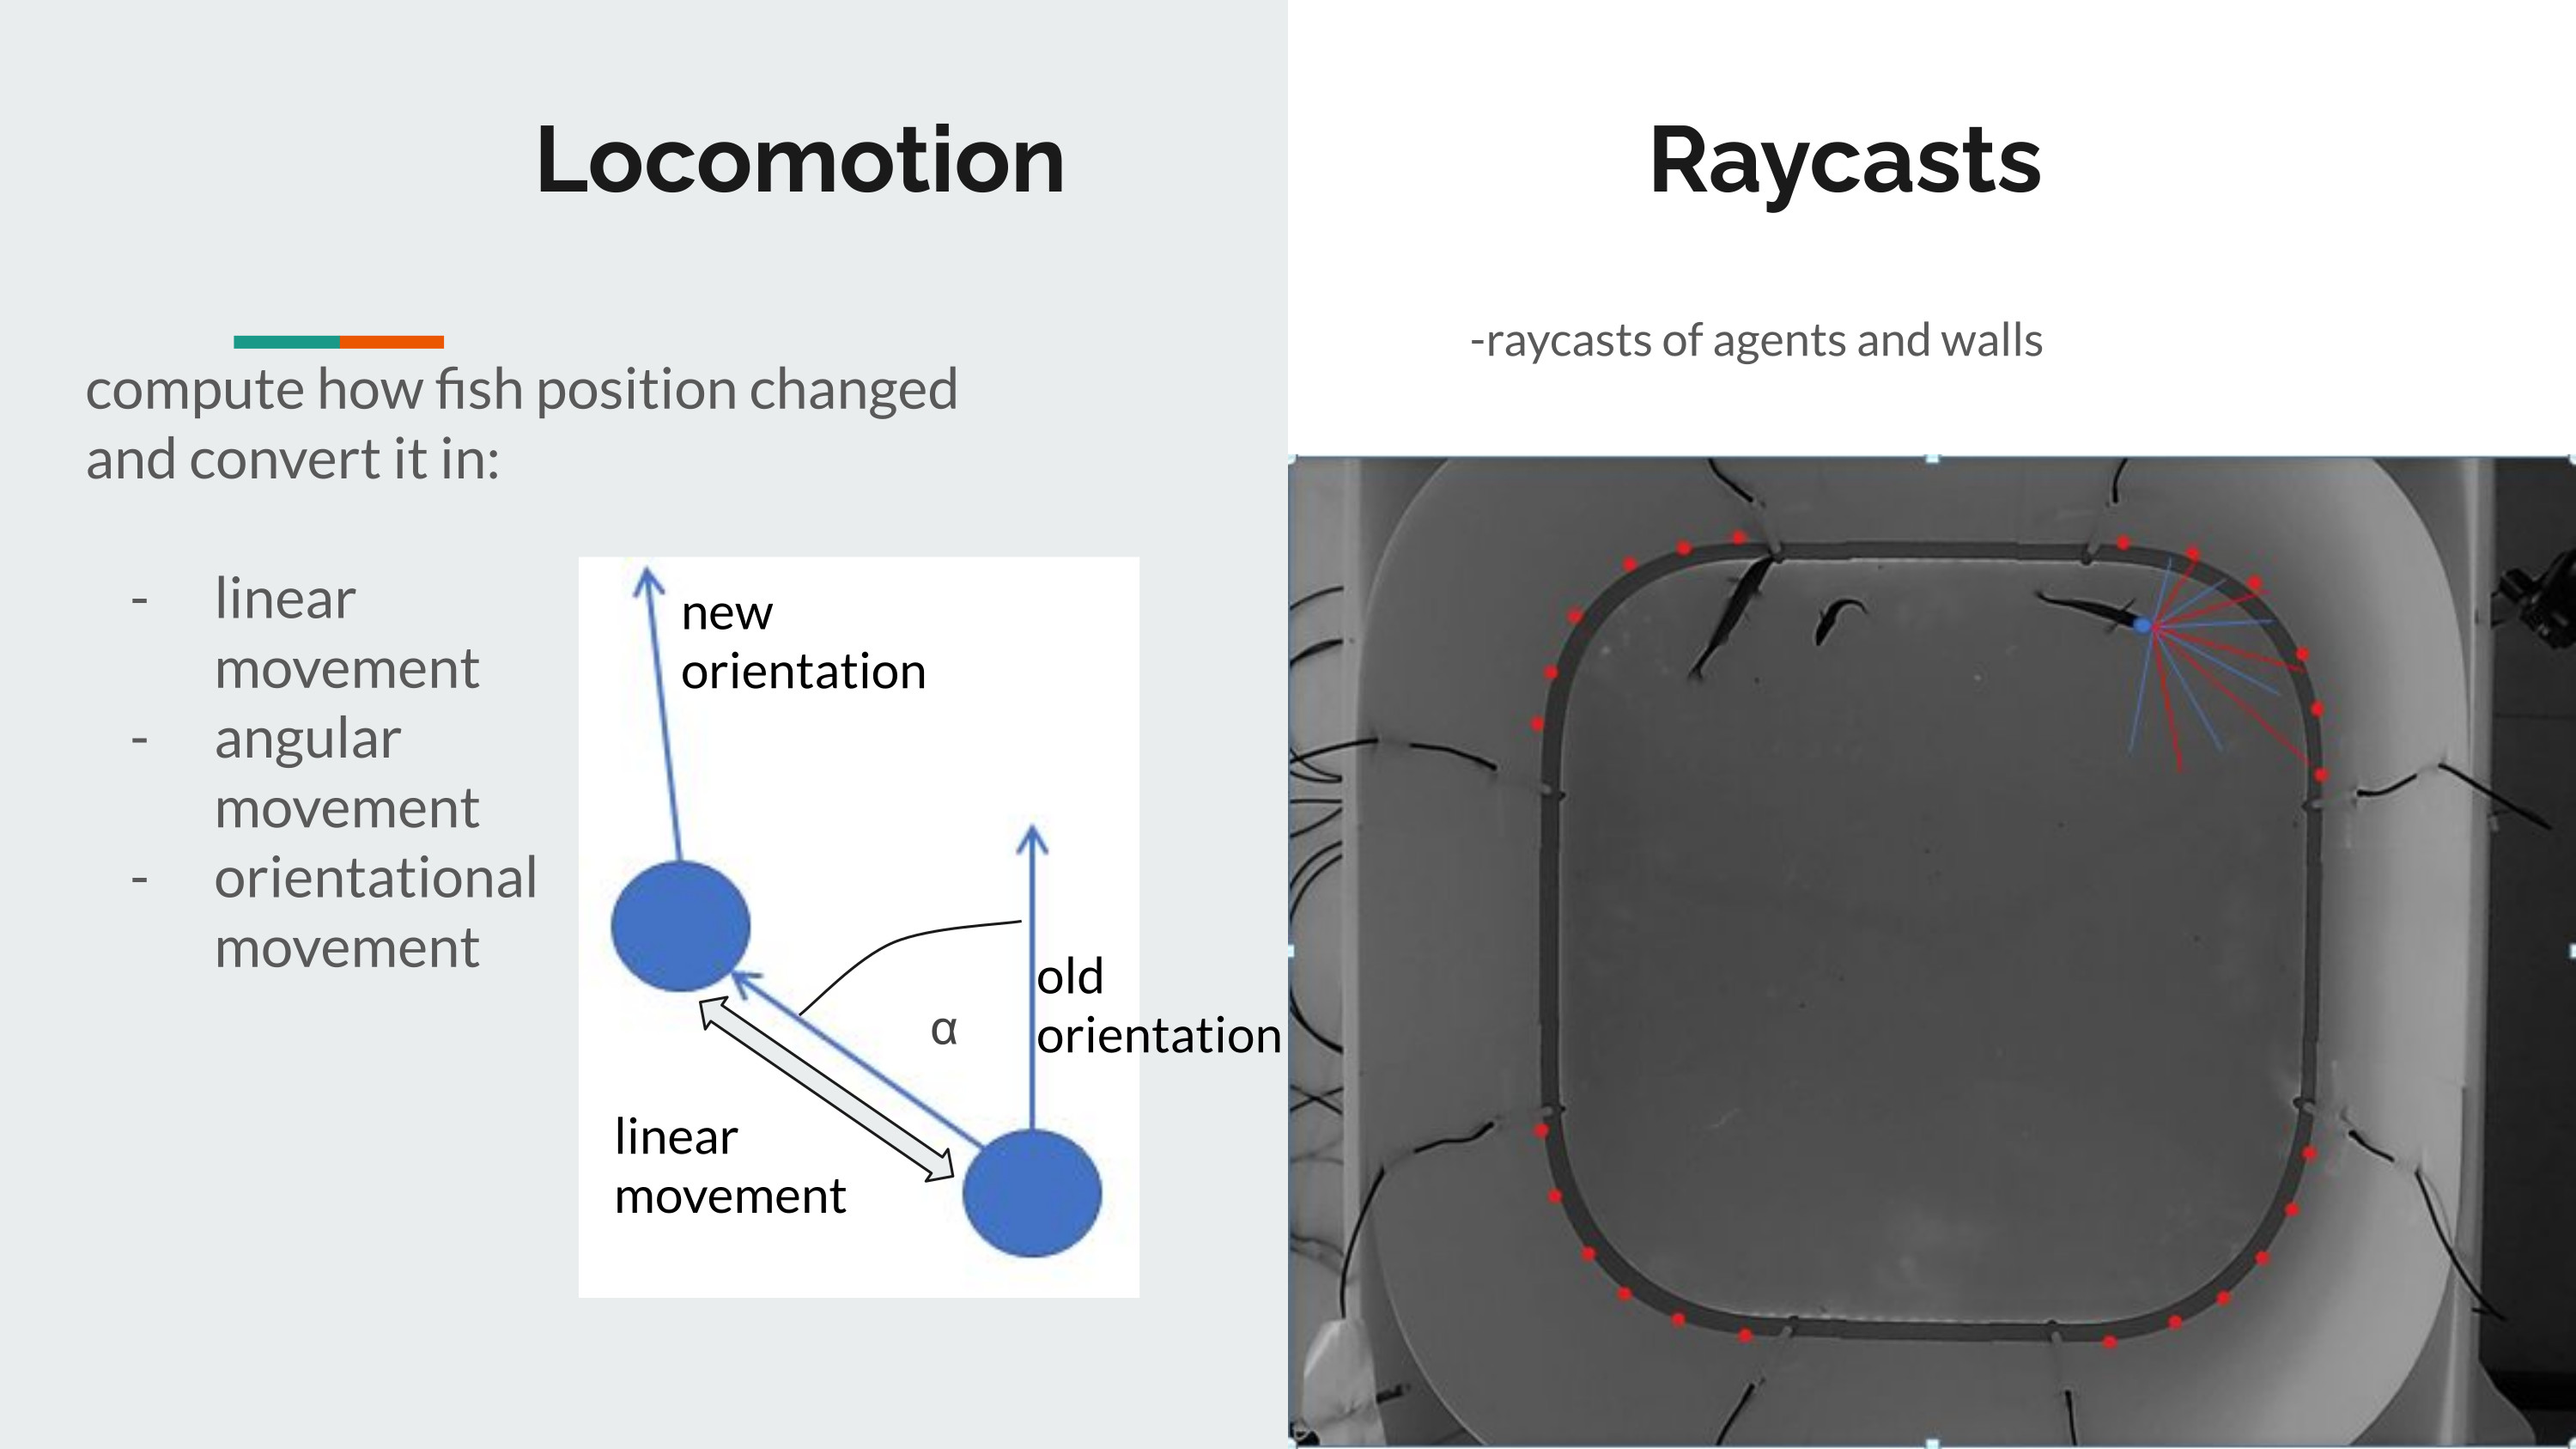 Locomotion
compute how fish position changed
and convert it in:
- linear
movement
- angular
movement
- orientational
movement
new
orientation
old
orientation
α
linear
movement
Raycasts
-raycasts of agents and walls